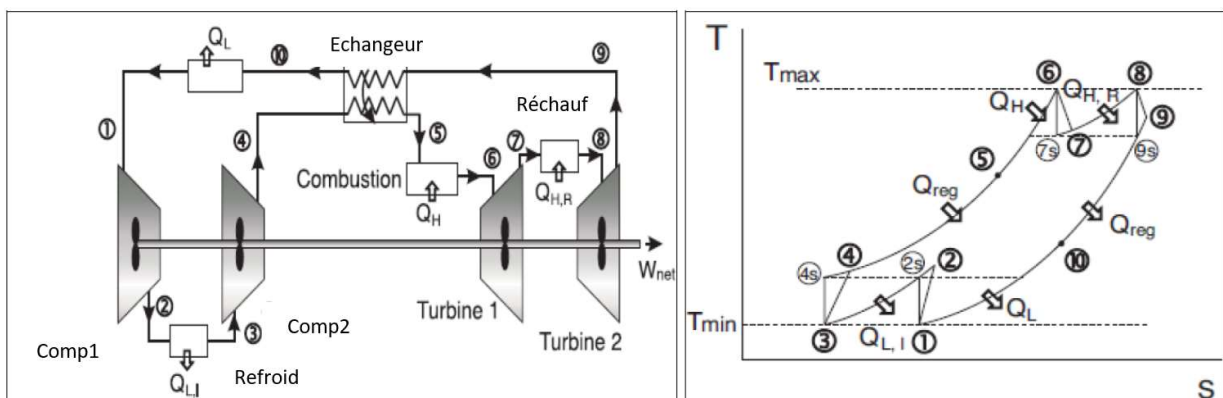 Q_L
⑩
Echangeur
⑨
Réchauf
①
④
⑤
⑦
⑧
Combustion
⑥
Q_H
Q_H,R
W_net
②
③
Turbine 1
Comp2
Turbine 2
Comp1
Q_L,I
Refroid
T
T_max
⑥
⑧
Q_H
Q_H,R
⑨
7s
⑦
9s
⑤
Q_reg
Q_reg
④
②
4s
2s
⑩
Q_L
T_min
③
Q_L,I
①
S